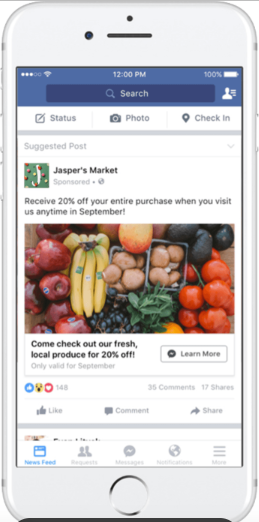 12:00 PM 100%
Search
Status Photo Check In
Suggested Post
Jasper's Market
Sponsored
Receive 20% off your entire purchase when you visit
us anytime in September!
Come check out our fresh,
local produce for 20% off!
Only valid for September
Learn More
148 35 Comments 17 Shares
Like Comment Share
News Feed Requests Messages Notifications More